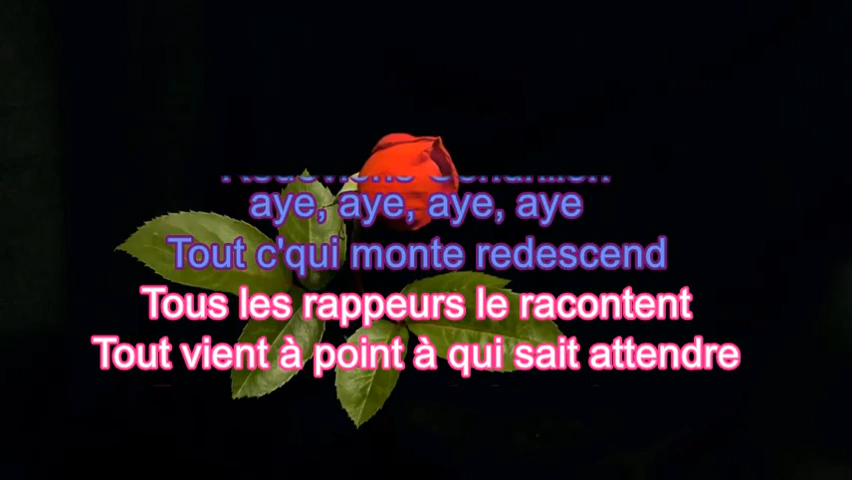 aye, aye, aye, aye
Tout c'qui monte redescend
Tous les rappeurs le racontent
Tout vient à point à qui sait attendre